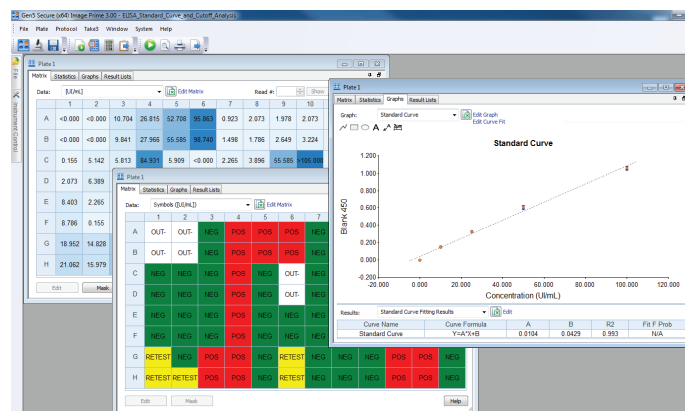 Gen5 Secure (x64) Image Prime 3.00 - ELISA_Standard_Curve_and_Cutoff_Analysis
File Plate Protocol Take3 Window System Help
File
Instrument Control
Plate 1
Matrix Statistics Graphs Result Lists
Data: [UI/mL] Edit Matrix Read #: Show
1 2 3 4 5 6 7 8 9 10
A <0.000 <0.000 10.704 26.815 52.708 95.863 0.923 2.073 1.978 2.073
B <0.000 <0.000 9.841 27.966 55.585 98.740 1.498 1.786 2.649 3.224
C 0.155 5.142 5.813 84.931 5.909 <0.000 2.265 3.896 55.585 >105.000
D 2.073 6.389
E 8.403 2.265
F 8.786 0.155
G 18.952 14.828
H 21.062 15.979
Edit Mask
Plate 1
Matrix Statistics Graphs Result Lists
Data: Symbols ([UI/mL]) Edit Matrix
1 2 3 4 5 6 7
A OUT- OUT- NEG POS POS POS NEG
B OUT- OUT- NEG POS POS POS NEG
C NEG NEG NEG POS NEG OUT- NEG
D NEG NEG NEG POS NEG OUT- NEG
E NEG NEG NEG POS NEG NEG NEG
F NEG NEG NEG POS NEG NEG NEG
G RETEST NEG POS POS NEG RETEST NEG NEG POS POS NEG
H RETEST RETEST POS POS NEG RETEST NEG NEG POS POS NEG
Edit Mask Help
Plate 1
Matrix Statistics Graphs Result Lists
Graph: Standard Curve Edit Graph
Edit Curve Fit
A
Standard Curve
Blank 450
1.200
1.000
0.800
0.600
0.400
0.200
0.000
-0.200
-20.000 0.000 20.000 40.000 60.000 80.000 100.000 120.000
Concentration (UI/mL)
Results: Standard Curve Fitting Results Edit
Curve Name Curve Formula A B R2 Fit F Prob
Standard Curve Y=A*X+B 0.0104 0.0429 0.993 N/A